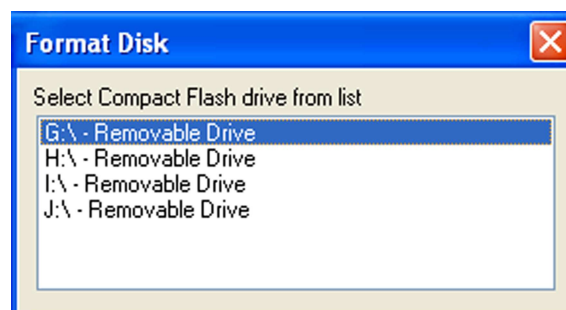 Format Disk
Select Compact Flash drive from list
G:\ - Removable Drive
H:\ - Removable Drive
I:\ - Removable Drive
J:\ - Removable Drive